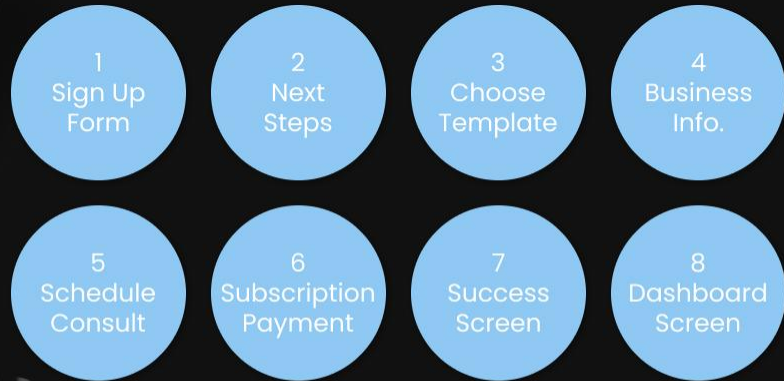 1
Sign Up
Form
2
Next
Steps
3
Choose
Template
4
Business
Info.
5
Schedule
Consult
6
Subscription
Payment
7
Success
Screen
8
Dashboard
Screen